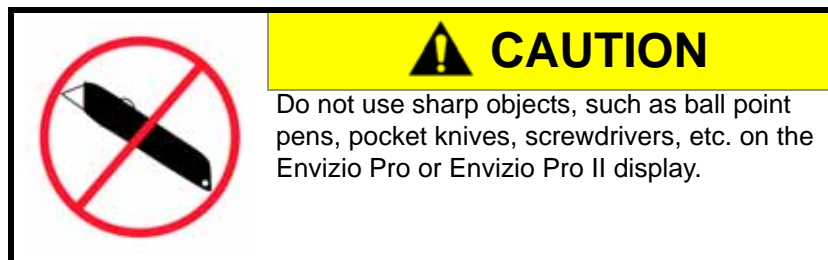 CAUTION
Do not use sharp objects, such as ball point
pens, pocket knives, screwdrivers, etc. on the
Envizio Pro or Envizio Pro II display.